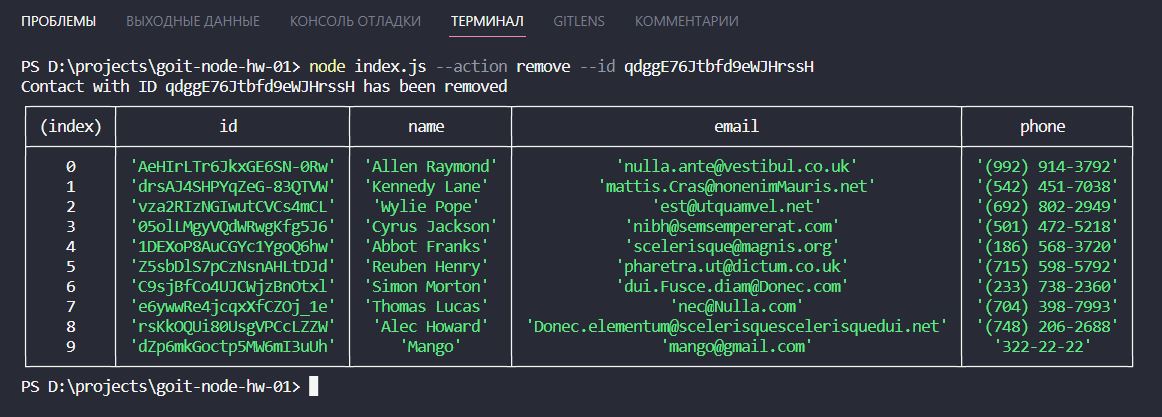 ПРОБЛЕМЫ ВЫХОДНЫЕ ДАННЫЕ КОНСОЛЬ ОТЛАДКИ ТЕРМИНАЛ GITLENS КОММЕНТАРИИ
PS D:\projects\goit-node-hw-01> node index.js --action remove --id qdggE76Jtbfd9eWJHrssH
Contact with ID qdggE76Jtbfd9eWJHrssH has been removed
(index) id name email phone
0 'AeHIrLTr6JkxGE6SN-0Rw' 'Allen Raymond' 'nulla.ante@vestibul.co.uk' '(992) 914-3792'
1 'drsAJ4SHPYqZeG-83QTVW' 'Kennedy Lane' 'mattis.Cras@nonenimMauris.net' '(542) 451-7038'
2 'vza2RIzNGIwutCVCs4mCL' 'Wylie Pope' 'est@utquamvel.net' '(692) 802-2949'
3 '05olLMgyVQdWRwgKfg5J6' 'Cyrus Jackson' 'nibh@semsempererat.com' '(501) 472-5218'
4 '1DEXoP8AuCGYc1YgoQ6hw' 'Abbot Franks' 'scelerisque@magnis.org' '(186) 568-3720'
5 'Z5sbDlS7pCzNsnAHLtDJd' 'Reuben Henry' 'pharetra.ut@dictum.co.uk' '(715) 598-5792'
6 'C9sjBfCo4UJCWjzBnOtxl' 'Simon Morton' 'dui.Fusce.diam@Donec.com' '(233) 738-2360'
7 'e6ywwRe4jcqxXfCZOj_1e' 'Thomas Lucas' 'nec@Nulla.com' '(704) 398-7993'
8 'rsKkOQUi80UsgVPCcLZZW' 'Alec Howard' 'Donec.elementum@scelerisquescelerisquedui.net' '(748) 206-2688'
9 'dZp6mkGoctp5MW6mI3uUh' 'Mango' 'mango@gmail.com' '322-22-22'
PS D:\projects\goit-node-hw-01>